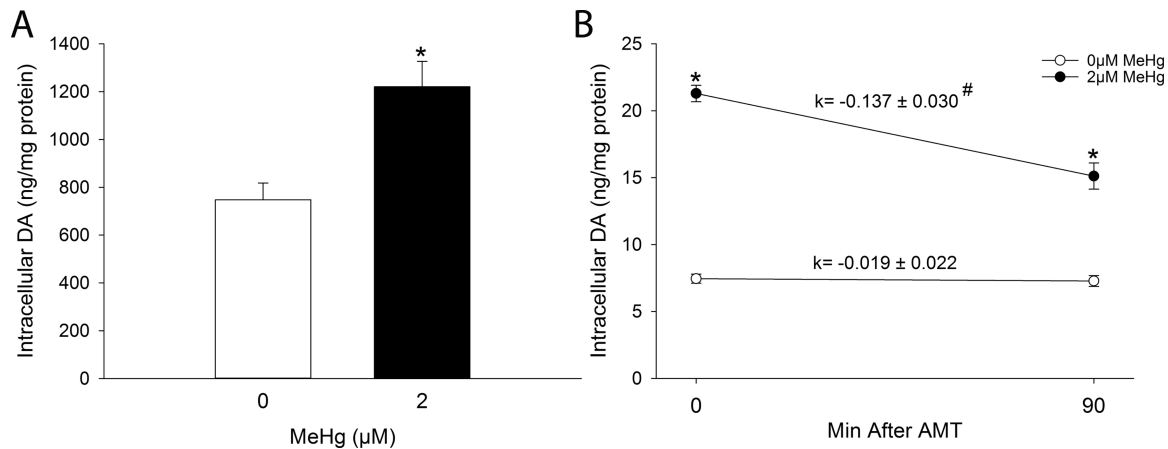 A
Intracellular DA (ng/mg protein)
1400
1200
1000
800
600
400
200
0
*
0
2
MeHg (µM)
B
Intracellular DA (ng/mg protein)
25
20
15
10
5
0
0µM MeHg
2µM MeHg
*
k= -0.137 ± 0.030 #
*
k= -0.019 ± 0.022
0
90
Min After AMT